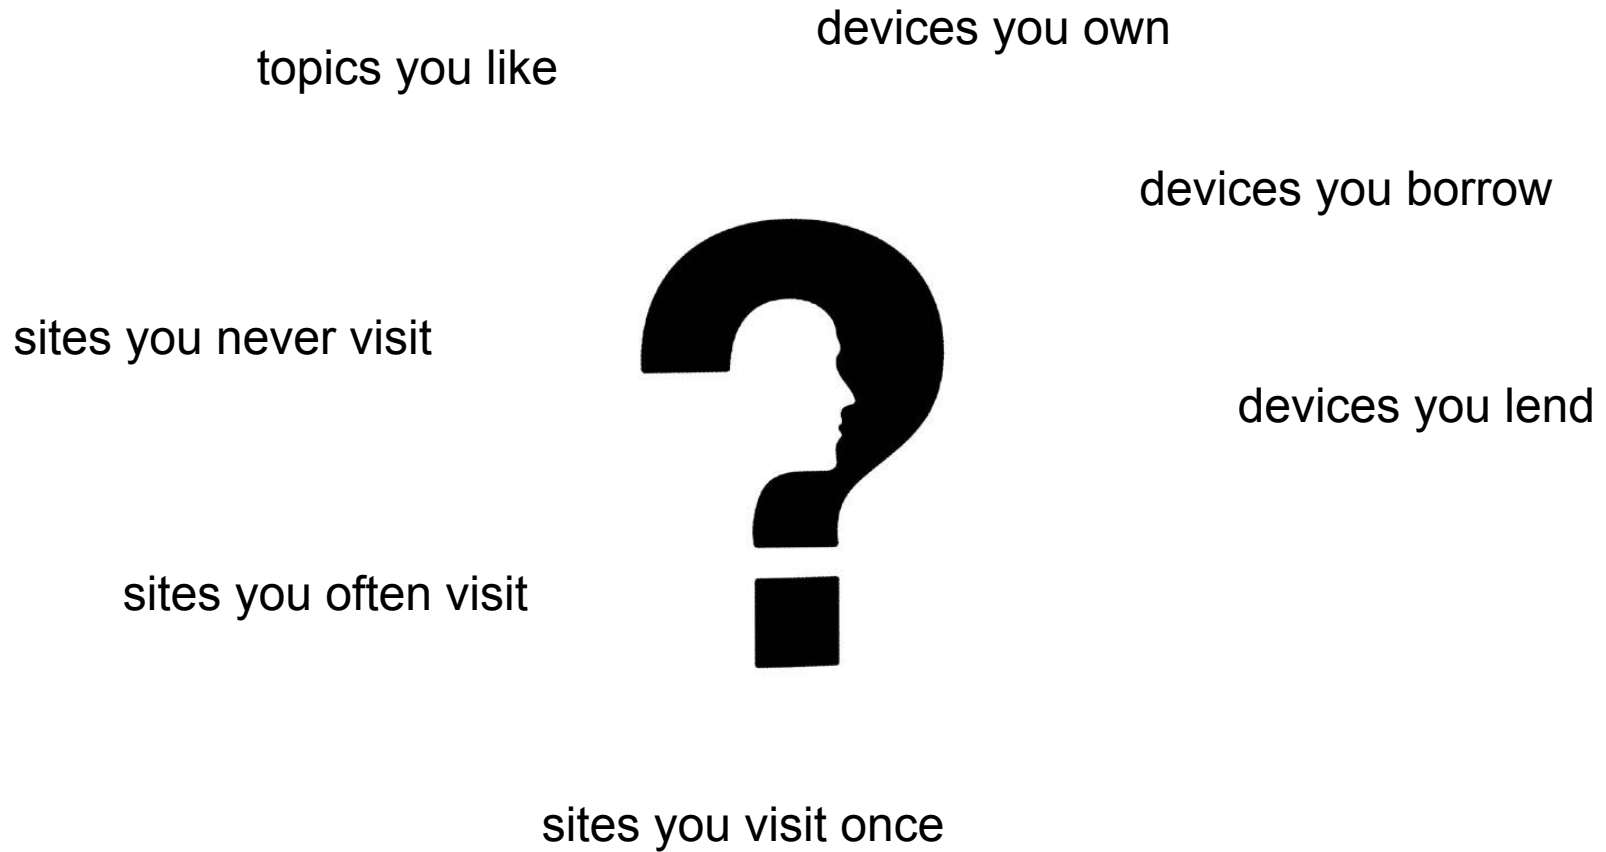 devices you own
topics you like
devices you borrow
sites you never visit
devices you lend
sites you often visit
sites you visit once